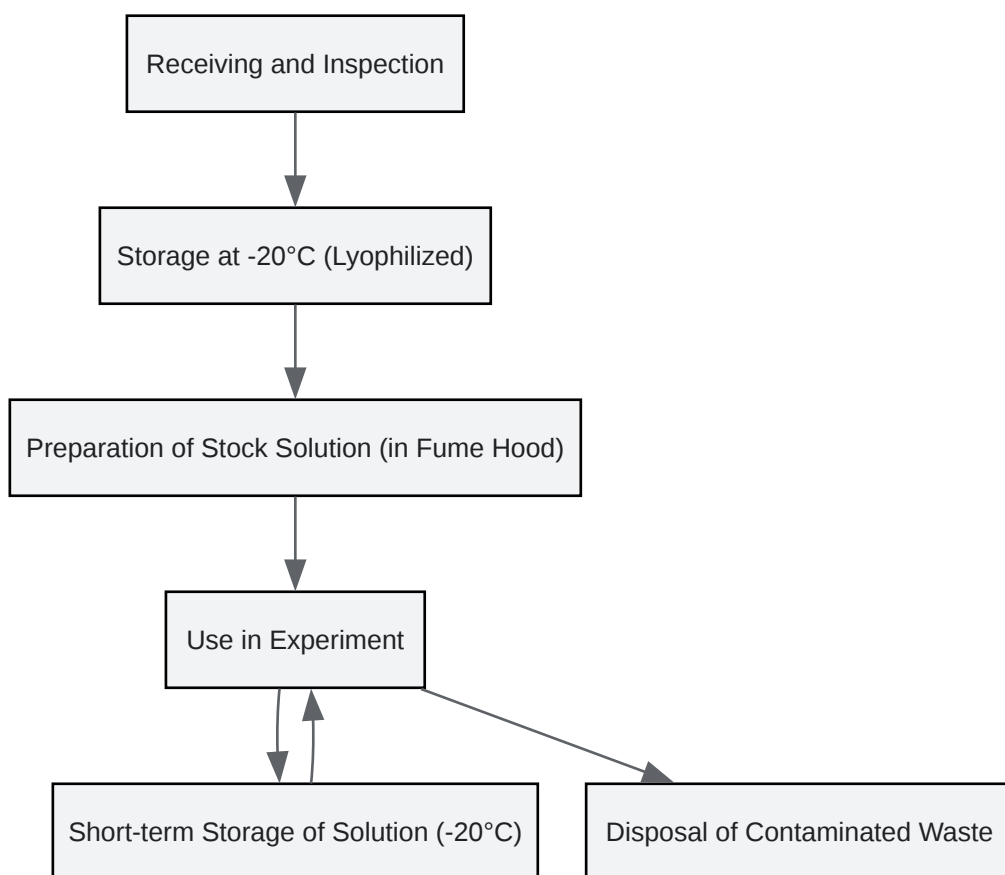 Receiving and Inspection
Storage at -20°C (Lyophilized)
Preparation of Stock Solution (in Fume Hood)
Use in Experiment
Short-term Storage of Solution (-20°C)
Disposal of Contaminated Waste